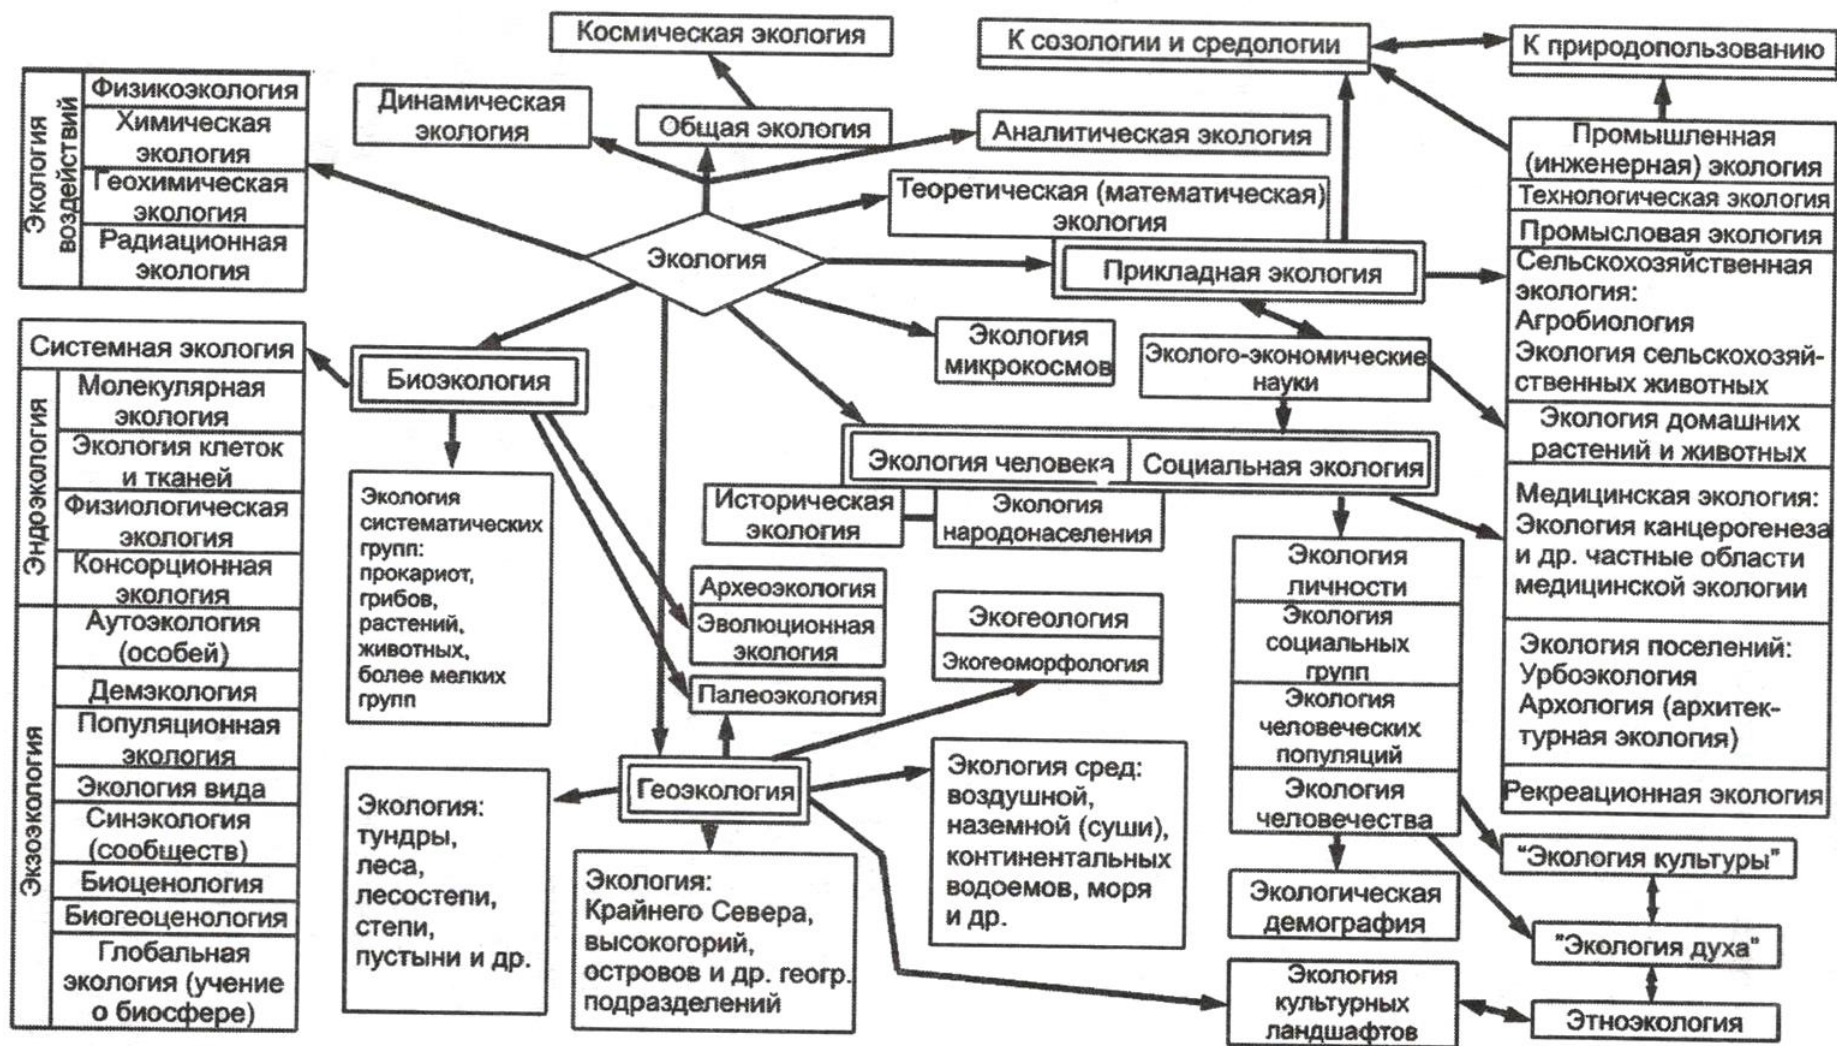 Космическая экология
К созологии и средологии
К природопользованию
Экология
воздействий
Физикоэкология
Химическая
экология
Геохимическая
экология
Радиационная
экология
Динамическая
экология
Общая экология
Аналитическая экология
Теоретическая (математическая)
экология
Экология
Прикладная экология
Промышленная
(инженерная) экология
Технологическая экология
Промысловая экология
Сельскохозяйственная
экология:
Агробиология
Экология сельскохозяй-
ственных животных
Экология домашних
растений и животных
Медицинская экология:
Экология канцерогенеза
и др. частные области
медицинской экологии
Экология поселений:
Урбоэкология
Архология (архитек-
турная экология)
Рекреационная экология
Экология
микрокосмов
Эколого-экономические
науки
Системная экология
Биоэкология
Эндоэкология
Молекулярная
экология
Экология клеток
и тканей
Физиологическая
экология
Консорционная
экология
Экзоэкология
Аутоэкология
(особей)
Демэкология
Популяционная
экология
Экология вида
Синэкология
(сообществ)
Биоценология
Биогеоценология
Глобальная
экология (учение
о биосфере)
Экология
систематических
групп:
прокариот,
грибов,
растений,
животных,
более мелких
групп
Экология человека
Социальная экология
Историческая
экология
Экология
народонаселения
Археоэкология
Эволюционная
экология
Палеоэкология
Экогеология
Экогеоморфология
Экология
личности
Экология
социальных
групп
Экология
человеческих
популяций
Экология
человечества
Геоэкология
Экология:
тундры,
леса,
лесостепи,
степи,
пустыни и др.
Экология:
Крайнего Севера,
высокогорий,
островов и др. геогр.
подразделений
Экология сред:
воздушной,
наземной (суши),
континентальных
водоемов, моря
и др.
Экологическая
демография
"Экология культуры"
"Экология духа"
Экология
культурных
ландшафтов
Этноэкология